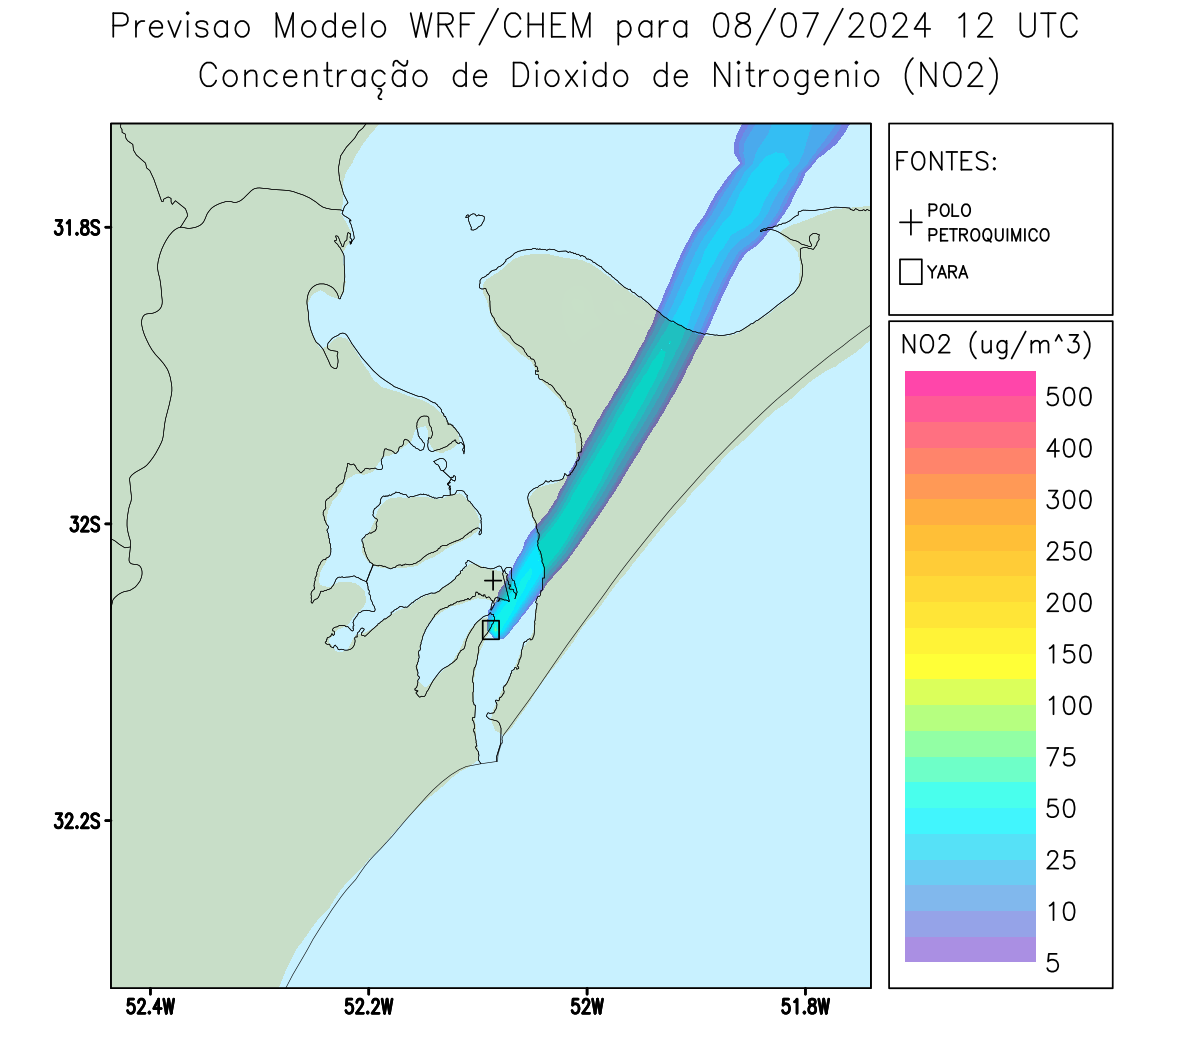 Previsao Modelo WRF/CHEM para 08/07/2024 12 UTC
Concentração de Dioxido de Nitrogenio (NO2)
FONTES:
POLO
PETROQUIMICO
YARA
NO2 (ug/m^3)
500
400
300
250
200
150
100
75
50
25
10
5
31.8S
32S
32.2S
52.4W 52.2W 52W 51.8W